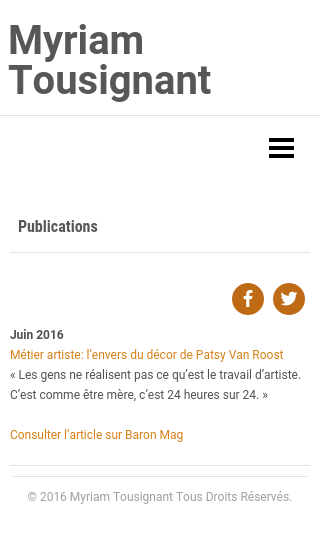 Myriam
Tousignant
Publications
Juin 2016
Métier artiste: l’envers du décor de Patsy Van Roost
« Les gens ne réalisent pas ce qu’est le travail d’artiste.
C’est comme être mère, c’est 24 heures sur 24. »
Consulter l’article sur Baron Mag
© 2016 Myriam Tousignant Tous Droits Réservés.